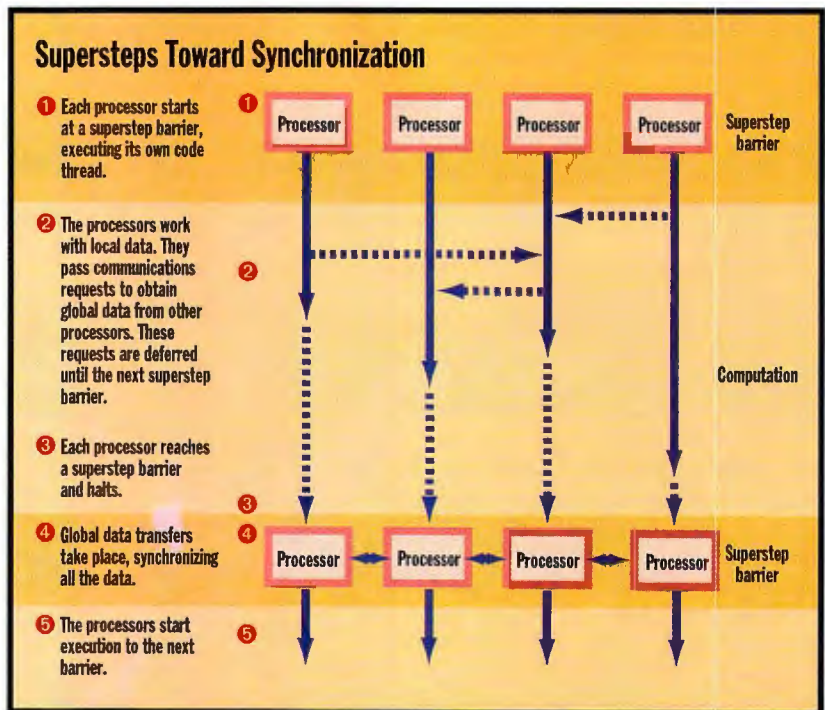 Supersteps Toward Synchronization
1 Each processor starts
at a superstep barrier,
executing its own code
thread.
1
Processor
Processor
Processor
Processor
Superstep
barrier
2 The processors work
with local data. They
pass communications
requests to obtain
global data from other
processors. These
requests are deferred
until the next superstep
barrier.
2
Computation
3 Each processor reaches
a superstep barrier
and halts.
3
4 Global data transfers
take place, synchronizing
all the data.
4
Processor
Processor
Processor
Processor
Superstep
barrier
5 The processors start
execution to the next
barrier.
5